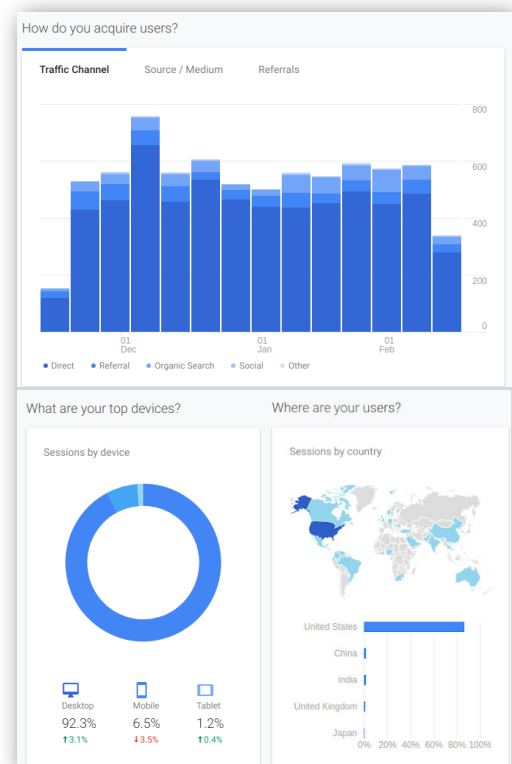 How do you acquire users?
Traffic Channel Source / Medium Referrals
800
600
400
200
0
01 01 01
Dec Jan Feb
Direct Referral Organic Search Social Other
What are your top devices? Where are your users?
Sessions by device Sessions by country
United States
China
India
United Kingdom
Japan
0% 20% 40% 60% 80% 100%
Desktop Mobile Tablet
92.3% 6.5% 1.2%
↑3.1% ↓3.5% ↑0.4%